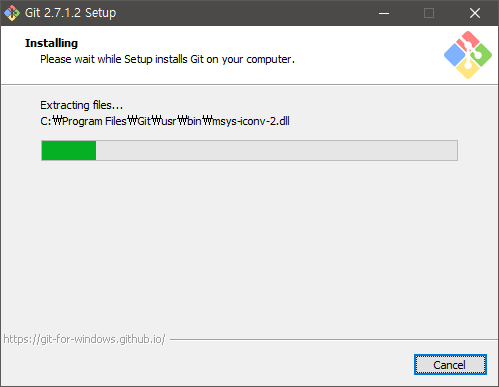 Git 2.7.1.2 Setup
Installing
Please wait while Setup installs Git on your computer.
Extracting files...
C:₩Program Files₩Git₩usr₩bin₩msys-iconv-2.dll
https://git-for-windows.github.io/
Cancel